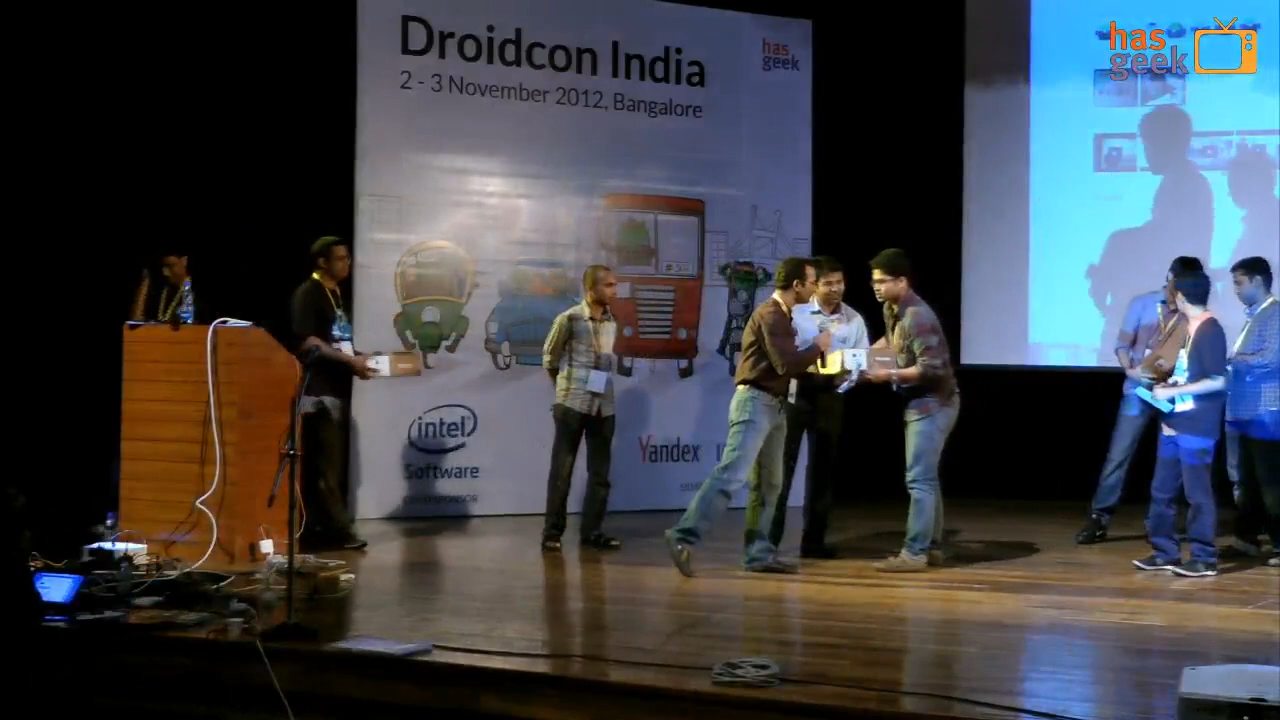 Droidcon India
2 - 3 November 2012, Bangalore
has
geek
has
geek
intel
Software
Yandex